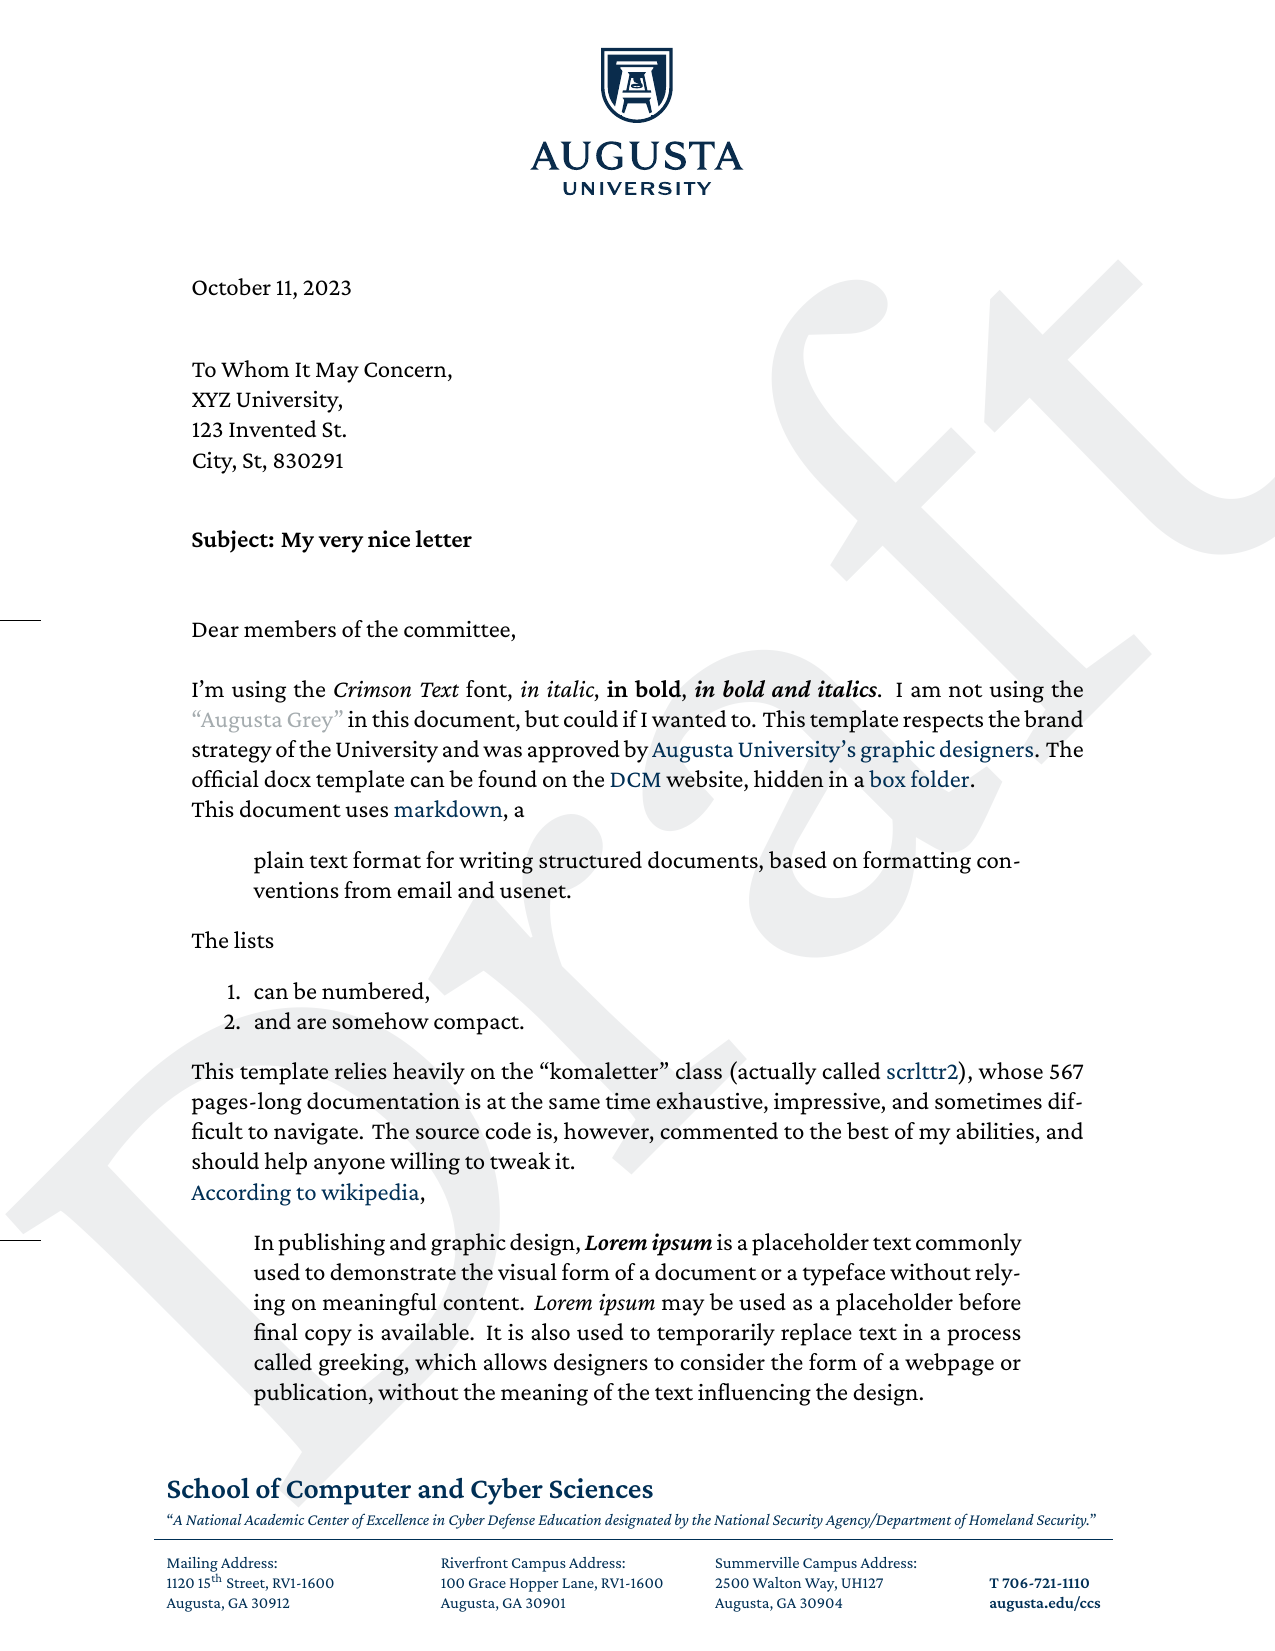 AUGUSTA
UNIVERSITY
October 11, 2023
To Whom It May Concern,
XYZ University,
123 Invented St.
City, St, 830291
Subject: My very nice letter
Dear members of the committee,
I’m using the Crimson Text font, in italic, in bold, in bold and italics. I am not using the
“Augusta Grey” in this document, but could if I wanted to. This template respects the brand
strategy of the University and was approved by Augusta University’s graphic designers. The
official docx template can be found on the DCM website, hidden in a box folder.
This document uses markdown, a
plain text format for writing structured documents, based on formatting con-
ventions from email and usenet.
The lists
1. can be numbered,
2. and are somehow compact.
This template relies heavily on the “komaletter” class (actually called scrlttr2), whose 567
pages-long documentation is at the same time exhaustive, impressive, and sometimes dif-
ficult to navigate. The source code is, however, commented to the best of my abilities, and
should help anyone willing to tweak it.
According to wikipedia,
In publishing and graphic design, Lorem ipsum is a placeholder text commonly
used to demonstrate the visual form of a document or a typeface without rely-
ing on meaningful content. Lorem ipsum may be used as a placeholder before
final copy is available. It is also used to temporarily replace text in a process
called greeking, which allows designers to consider the form of a webpage or
publication, without the meaning of the text influencing the design.
Draft
School of Computer and Cyber Sciences
“A National Academic Center of Excellence in Cyber Defense Education designated by the National Security Agency/Department of Homeland Security.”
Mailing Address:
1120 15th Street, RV1-1600
Augusta, GA 30912
Riverfront Campus Address:
100 Grace Hopper Lane, RV1-1600
Augusta, GA 30901
Summerville Campus Address:
2500 Walton Way, UH127
Augusta, GA 30904
T 706-721-1110
augusta.edu/ccs